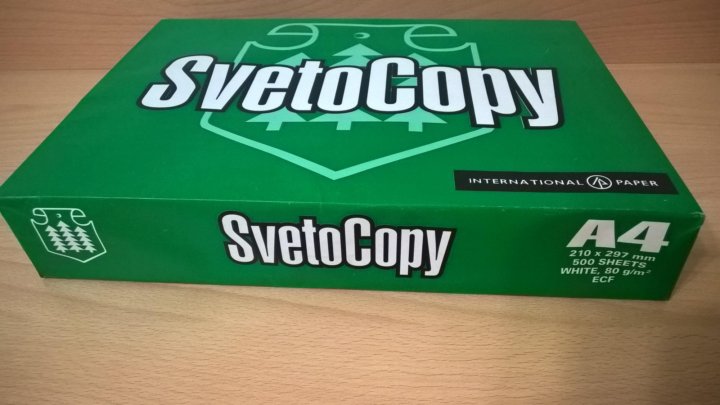 SvetoCopy
INTERNATIONAL PAPER
SvetoCopy
A4
210 x 297 mm
500 SHEETS
WHITE, 80 g/m²
ECF